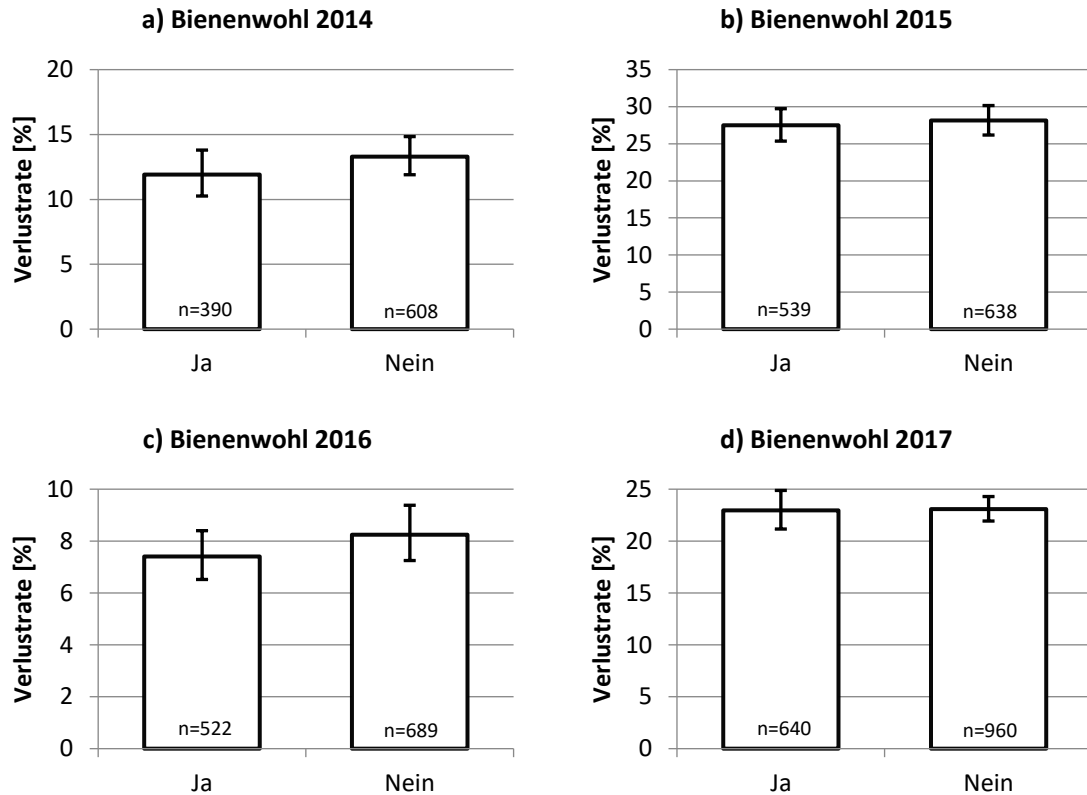 a) Bienenwohl 2014
Verlustrate [%]
20
15
10
5
0
n=390
n=608
Ja
Nein
b) Bienenwohl 2015
Verlustrate [%]
35
30
25
20
15
10
5
0
n=539
n=638
Ja
Nein
c) Bienenwohl 2016
Verlustrate [%]
10
8
6
4
2
0
n=522
n=689
Ja
Nein
d) Bienenwohl 2017
Verlustrate [%]
25
20
15
10
5
0
n=640
n=960
Ja
Nein